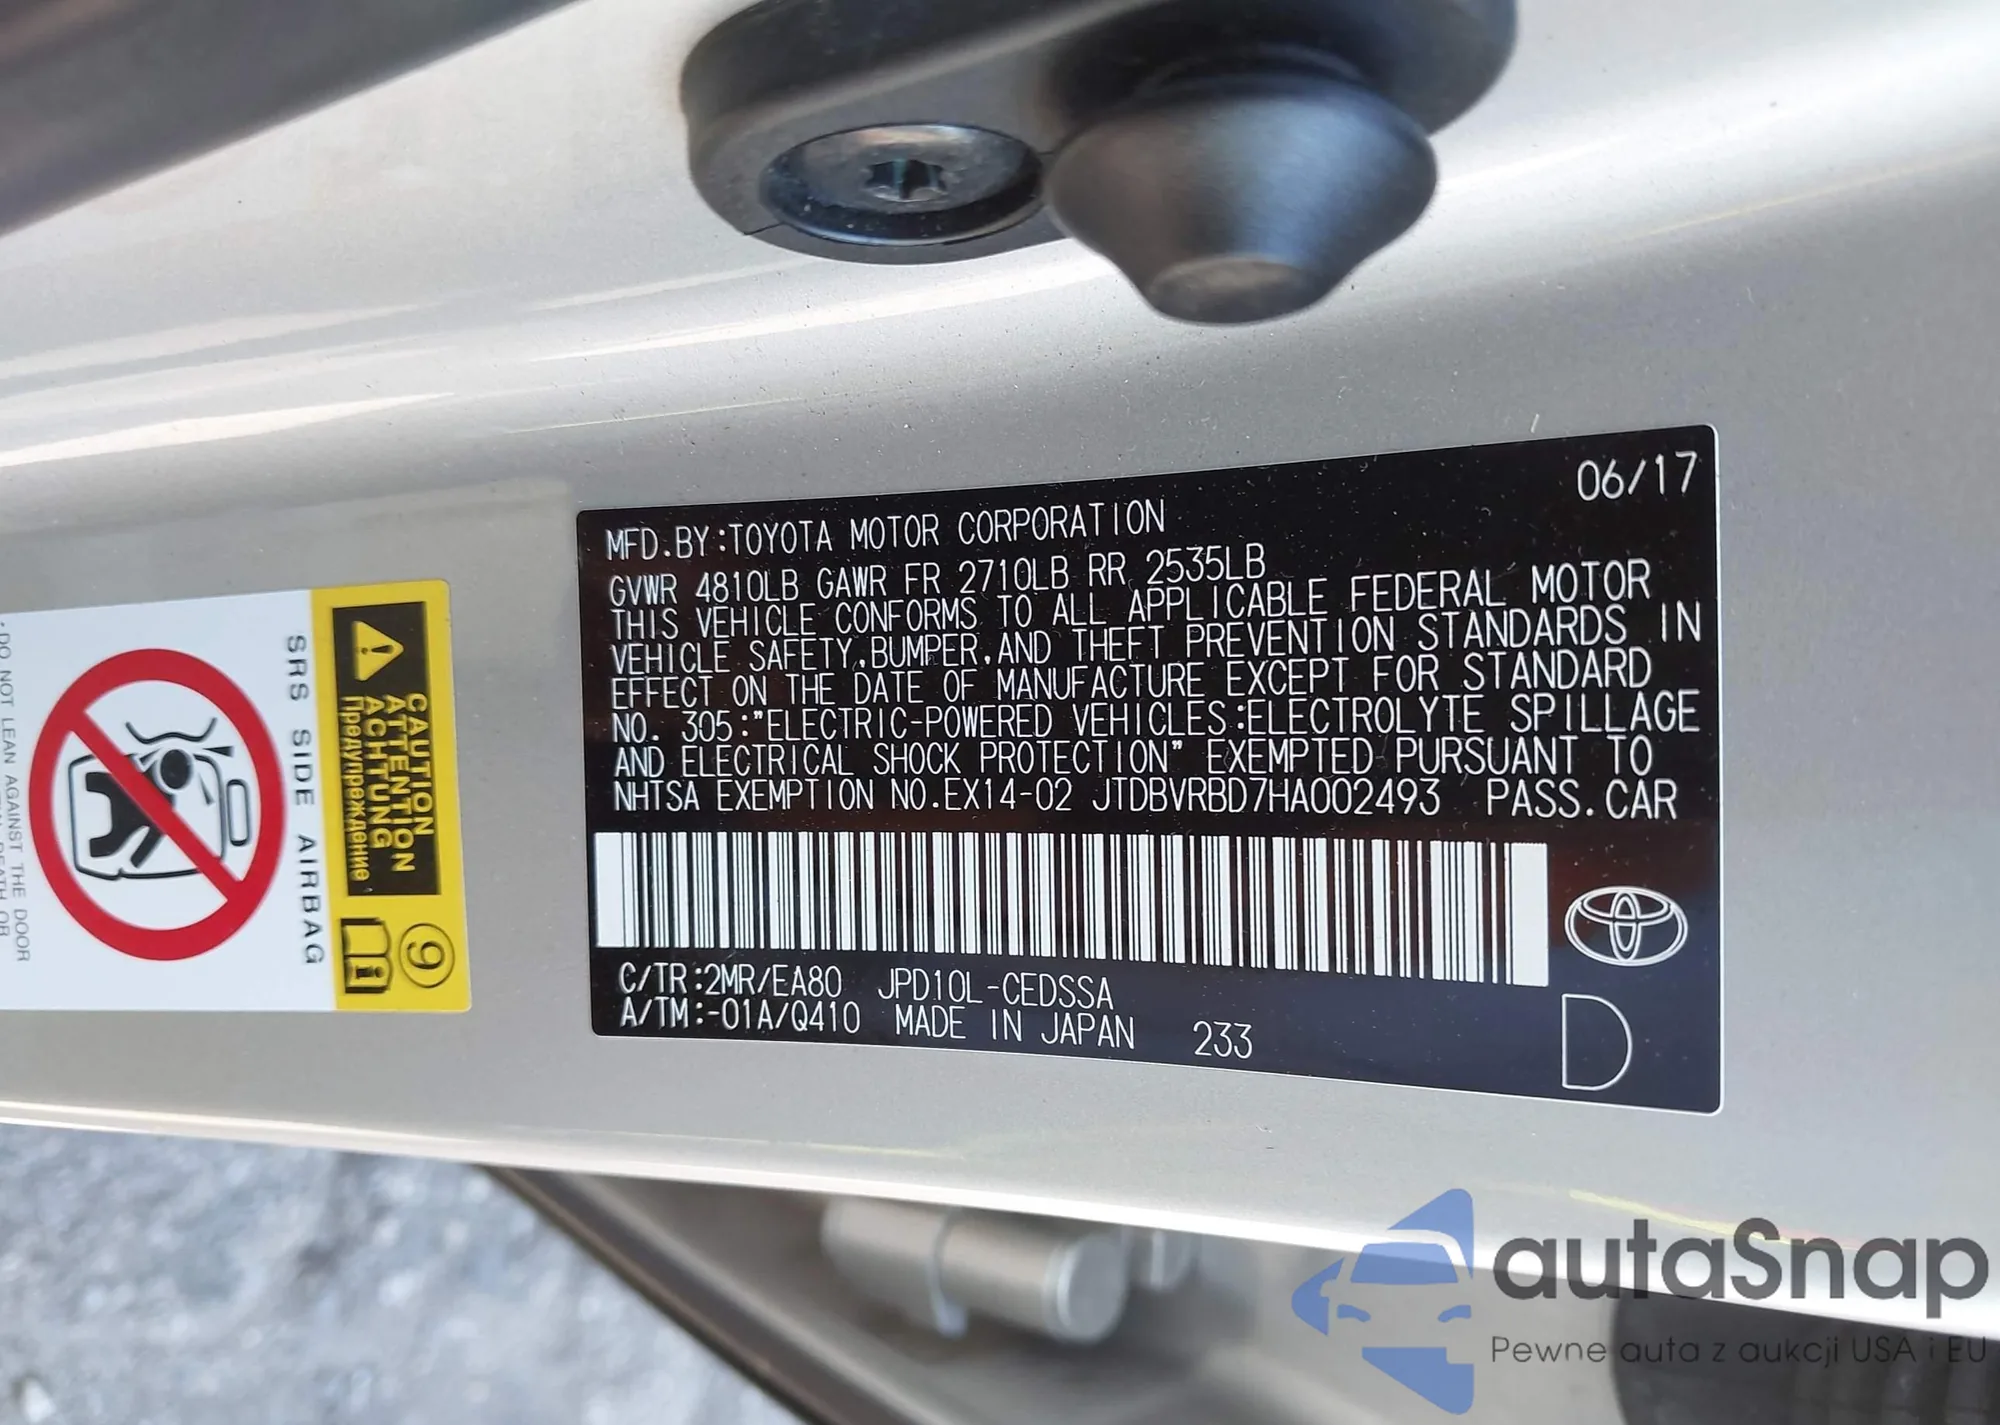 06/17
MFD.BY:TOYOTA MOTOR CORPORATION
GVWR 4810LB GAWR FR 2710LB RR 2535LB
THIS VEHICLE CONFORMS TO ALL APPLICABLE FEDERAL MOTOR
VEHICLE SAFETY,BUMPER,AND THEFT PREVENTION STANDARDS IN
EFFECT ON THE DATE OF MANUFACTURE EXCEPT FOR STANDARD
NO. 305:"ELECTRIC-POWERED VEHICLES:ELECTROLYTE SPILLAGE
AND ELECTRICAL SHOCK PROTECTION" EXEMPTED PURSUANT TO
NHTSA EXEMPTION NO.EX14-02 JTDBVRBD7HA002493 PASS.CAR
C/TR:2MR/EA80 JPD10L-CEDSSA
A/TM:-01A/Q410 MADE IN JAPAN 233
D
CAUTION
ATTENTION
ACHTUNG
Предупреждение
9
SRS SIDE AIRBAG
DO NOT LEAN AGAINST THE DOOR
DEATH OR
autaSnap
Pewne auta z aukcji USA i EU